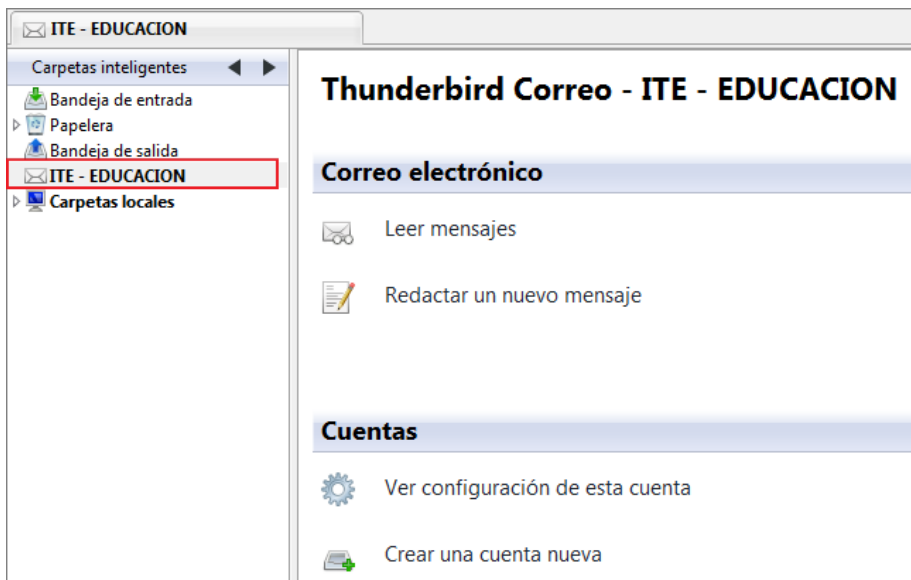 ITE - EDUCACION
Carpetas inteligentes
Bandeja de entrada
Papelera
Bandeja de salida
ITE - EDUCACION
Carpetas locales
Thunderbird Correo - ITE - EDUCACION
Correo electrónico
Leer mensajes
Redactar un nuevo mensaje
Cuentas
Ver configuración de esta cuenta
Crear una cuenta nueva